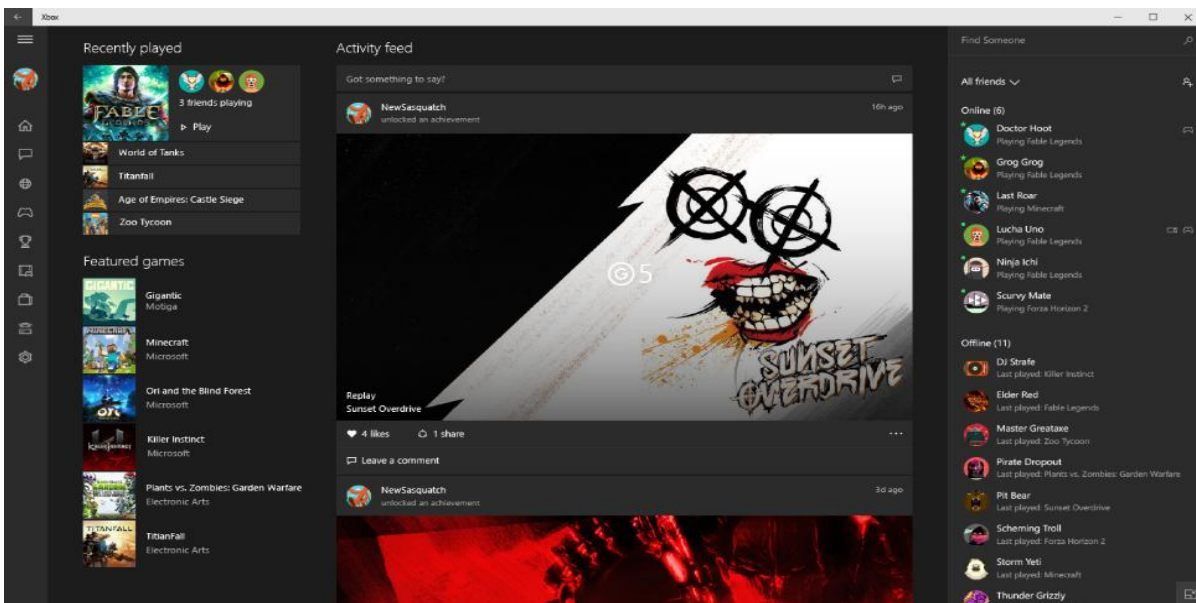 Xbox
Recently played
FABLE
LEGENDS
3 friends playing
Play
World of Tanks
Titanfall
Age of Empires: Castle Siege
Zoo Tycoon
Featured games
GIGANTIC
Gigantic
Motiga
MINECRAFT
Minecraft
Microsoft
ori
Ori and the Blind Forest
Microsoft
Killer Instinct
Microsoft
Plants vs. Zombies: Garden Warfare
Electronic Arts
TITANFALL
TitianFall
Electronic Arts
Activity feed
Got something to say?
NewSasquatch
16h ago
unlocked an achievement
G 5
SUNSET
OVERDRIVE
Replay
Sunset Overdrive
4 likes
1 share
Leave a comment
NewSasquatch
3d ago
unlocked an achievement
Find Someone
All friends
Online (6)
Doctor Hoot
Playing Fable Legends
Grog Grog
Playing Fable Legends
Last Roar
Playing Minecraft
Lucha Uno
Playing Fable Legends
Ninja Ichi
Playing Fable Legends
Scurvy Mate
Playing Forza Horizon 2
Offline (11)
DJ Strafe
Last played: Killer Instinct
Elder Red
Last played: Fable Legends
Master Greataxe
Last played: Zoo Tycoon
Pirate Dropout
Last played: Plants vs. Zombies: Garden Warfare
Pit Bear
Last played: Sunset Overdrive
Scheming Troll
Last played: Forza Horizon 2
Storm Yeti
Last played: Minecraft
Thunder Grizzly